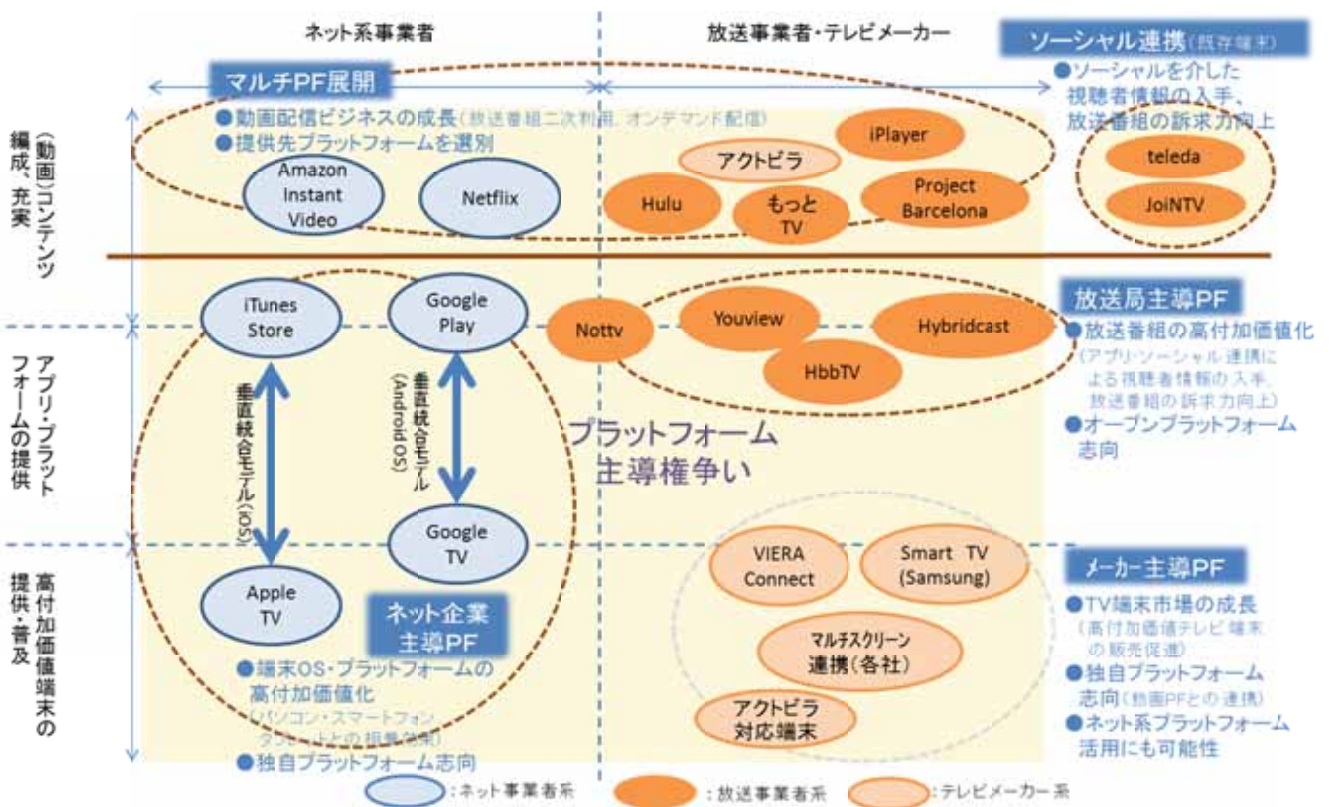 ネット系事業者
放送事業者・テレビメーカー
ソーシャル連携(既存端末)
●ソーシャルを介した
視聴者情報の入手、
放送番組の訴求力向上
マルチPF展開
●動画配信ビジネスの成長(放送番組二次利用、オンデマンド配信)
●提供先プラットフォームを選別
(動画)コンテンツ
編成、充実
Amazon
Instant
Video
Netflix
アクトビラ
iPlayer
Hulu
もっと
TV
Project
Barcelona
teleda
JoiNTV
iTunes
Store
Google
Play
Nottv
Youview
HbbTV
Hybridcast
放送局主導PF
●放送番組の高付加価値化
(アプリ・ソーシャル連携に
よる視聴者情報の入手、
放送番組の訴求力向上)
●オープンプラットフォーム
志向
アプリ・プラット
フォームの提供
垂直統合モデル(iOS)
垂直統合モデル
(Android OS)
プラットフォーム
主導権争い
Google
TV
Apple
TV
高付加価値端末の
提供・普及
ネット企業
主導PF
●端末OS・プラットフォームの
高付加価値化
(パソコン・スマートフォン
●独自プラットフォーム志向
VIERA
Connect
Smart TV
(Samsung)
マルチスクリーン
連携(各社)
アクトビラ
対応端末
メーカー主導PF
●TV端末市場の成長
(高付加価値テレビ端末
の販売促進)
●独自プラットフォーム
志向(動画PFとの連携)
●ネット系プラットフォーム
活用にも可能性
:ネット事業者系
:放送事業者系
:テレビメーカー系